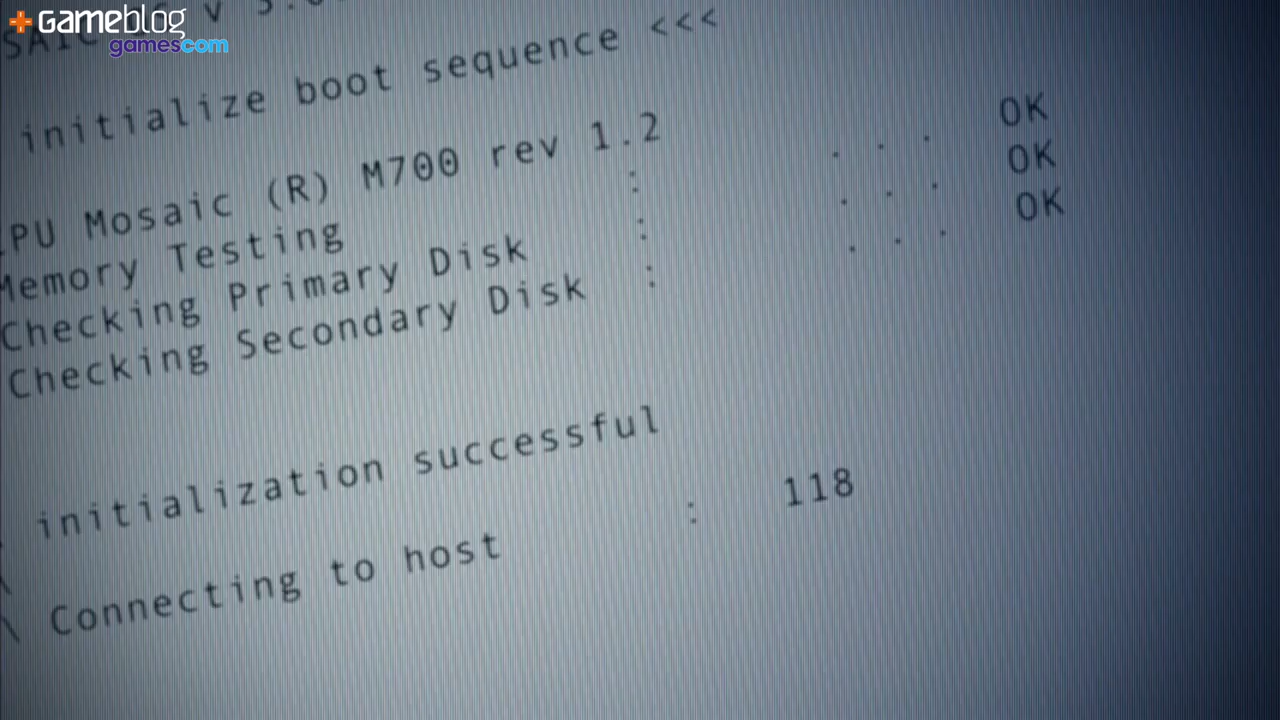 Gameblog
gamescom
initialize boot sequence <<<
PU Mosaic (R) M700 rev 1.2
Memory Testing : . . . OK
Checking Primary Disk : . . . OK
Checking Secondary Disk : . . . OK
initialization successful
\
\ Connecting to host : 118